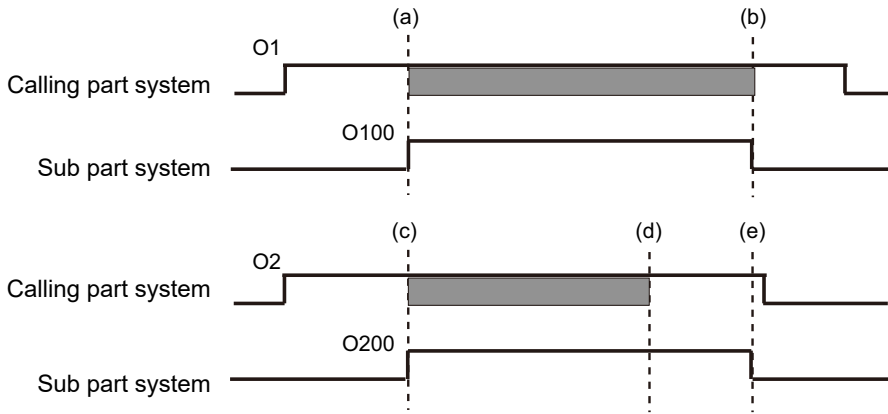 (a) (b)
O1
Calling part system
O100
Sub part system
(c) (d) (e)
O2
Calling part system
O200
Sub part system